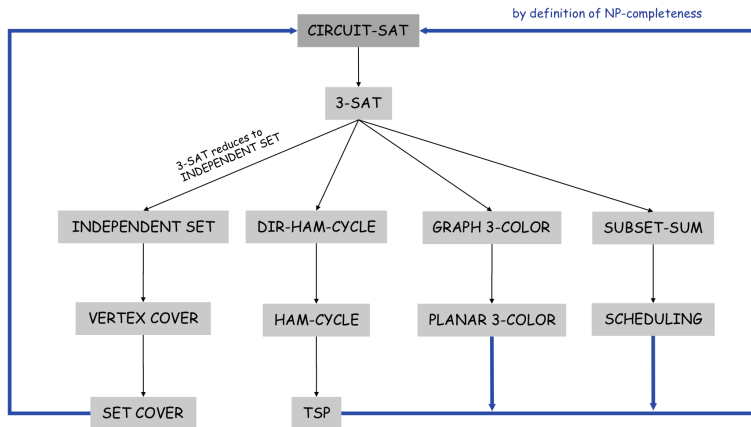 by definition of NP-completeness
CIRCUIT-SAT
3-SAT
3-SAT reduces to
INDEPENDENT SET
INDEPENDENT SET
DIR-HAM-CYCLE
GRAPH 3-COLOR
SUBSET-SUM
VERTEX COVER
HAM-CYCLE
PLANAR 3-COLOR
SCHEDULING
SET COVER
TSP